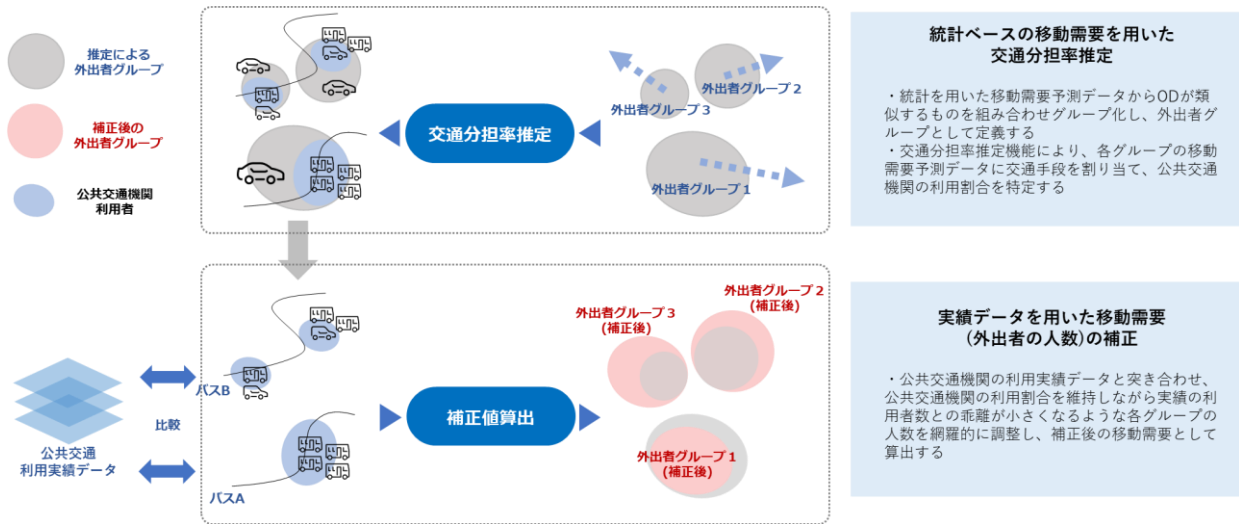 推定による
外出者グループ
補正後の
外出者グループ
公共交通機関
利用者
交通分担率推定
外出者グループ3
外出者グループ2
外出者グループ1
統計ベースの移動需要を用いた
交通分担率推定
・統計を用いた移動需要予測データからODが類
似するものを組み合わせグループ化し、外出者グ
ループとして定義する
・交通分担率推定機能により、各グループの移動
需要予測データに交通手段を割り当て、公共交通
機関の利用割合を特定する
公共交通
利用実績データ
比較
バスB
バスA
補正値算出
外出者グループ3
(補正後)
外出者グループ2
(補正後)
外出者グループ1
(補正後)
実績データを用いた移動需要
(外出者の人数)の補正
・公共交通機関の利用実績データと突き合わせ、
公共交通機関の利用割合を維持しながら実績の利
用者数との乖離が小さくなるような各グループの
人数を網羅的に調整し、補正後の移動需要として
算出する